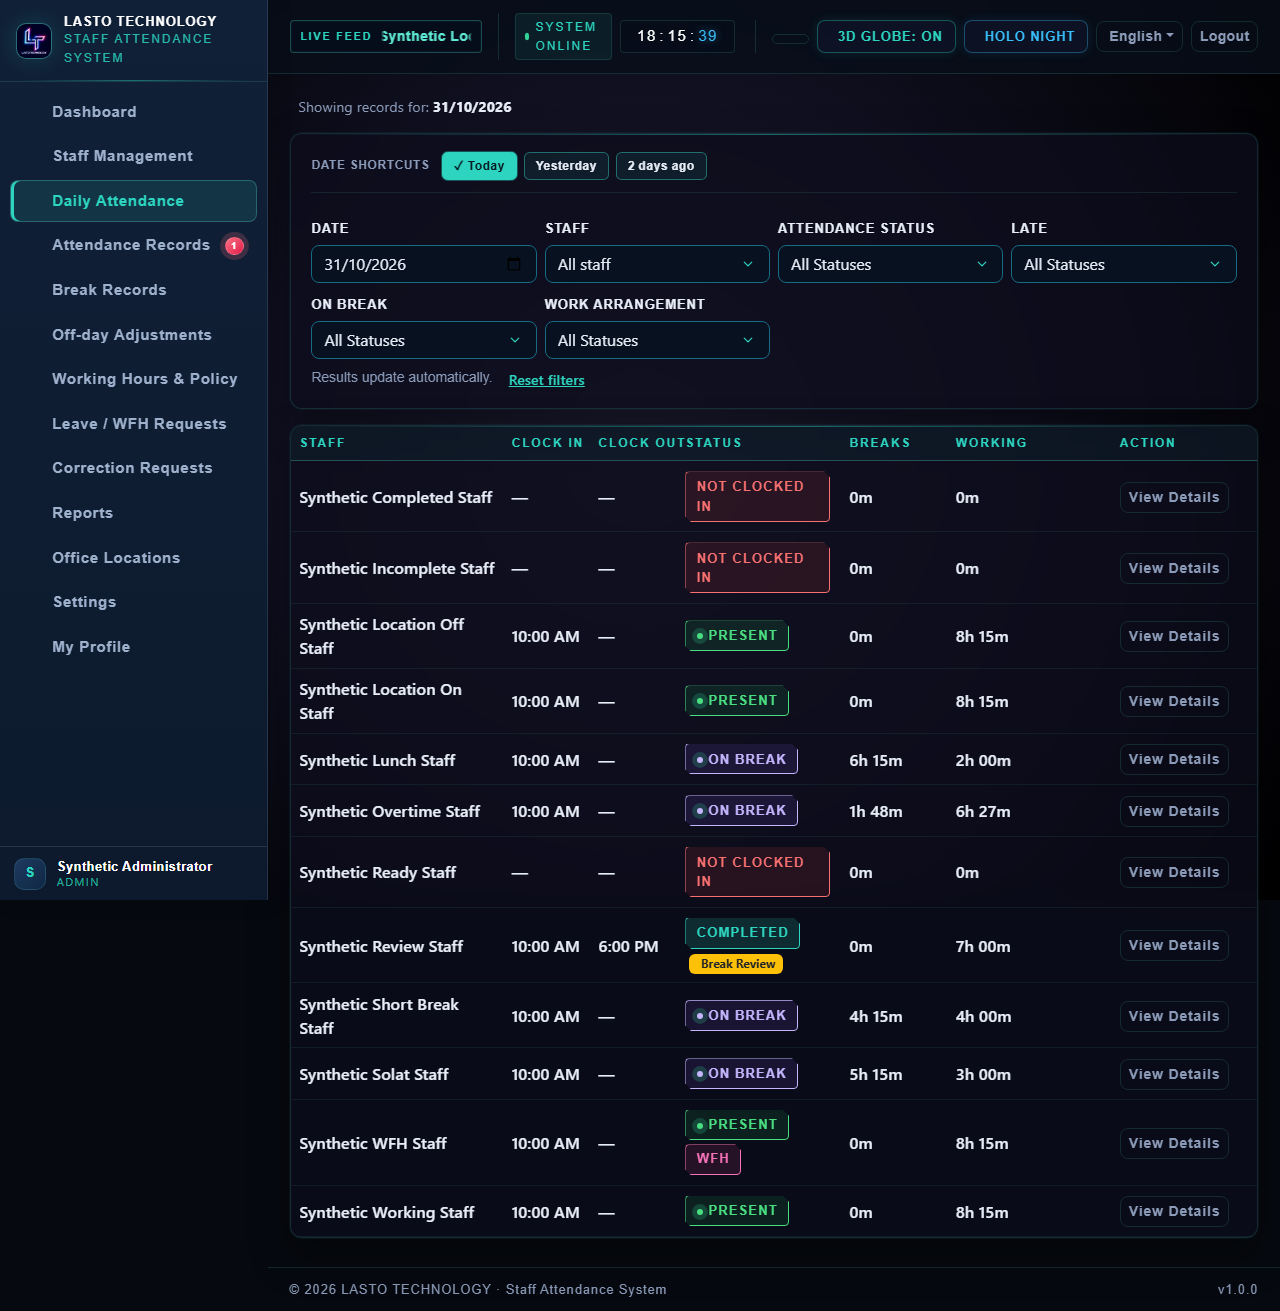 LASTO TECHNOLOGY
STAFF ATTENDANCE
SYSTEM
LIVE FEED
Synthetic Lo
SYSTEM
ONLINE
18:15:39
3D GLOBE: ON
HOLO NIGHT
English
Logout
Dashboard
Staff Management
Daily Attendance
Attendance Records 1
Break Records
Off-day Adjustments
Working Hours & Policy
Leave / WFH Requests
Correction Requests
Reports
Office Locations
Settings
My Profile
S
Synthetic Administrator
ADMIN
Showing records for: 31/10/2026
DATE SHORTCUTS ✓ Today Yesterday 2 days ago
DATE STAFF ATTENDANCE STATUS LATE
31/10/2026 All staff All Statuses All Statuses
ON BREAK WORK ARRANGEMENT
All Statuses All Statuses
Results update automatically. Reset filters
STAFF CLOCK IN CLOCK OUT STATUS BREAKS WORKING ACTION
Synthetic Completed Staff — — NOT CLOCKED IN 0m 0m View Details
Synthetic Incomplete Staff — — NOT CLOCKED IN 0m 0m View Details
Synthetic Location Off Staff 10:00 AM — PRESENT 0m 8h 15m View Details
Synthetic Location On Staff 10:00 AM — PRESENT 0m 8h 15m View Details
Synthetic Lunch Staff 10:00 AM — ON BREAK 6h 15m 2h 00m View Details
Synthetic Overtime Staff 10:00 AM — ON BREAK 1h 48m 6h 27m View Details
Synthetic Ready Staff — — NOT CLOCKED IN 0m 0m View Details
Synthetic Review Staff 10:00 AM 6:00 PM COMPLETED Break Review 0m 7h 00m View Details
Synthetic Short Break Staff 10:00 AM — ON BREAK 4h 15m 4h 00m View Details
Synthetic Solat Staff 10:00 AM — ON BREAK 5h 15m 3h 00m View Details
Synthetic WFH Staff 10:00 AM — PRESENT WFH 0m 8h 15m View Details
Synthetic Working Staff 10:00 AM — PRESENT 0m 8h 15m View Details
© 2026 LASTO TECHNOLOGY · Staff Attendance System
v1.0.0